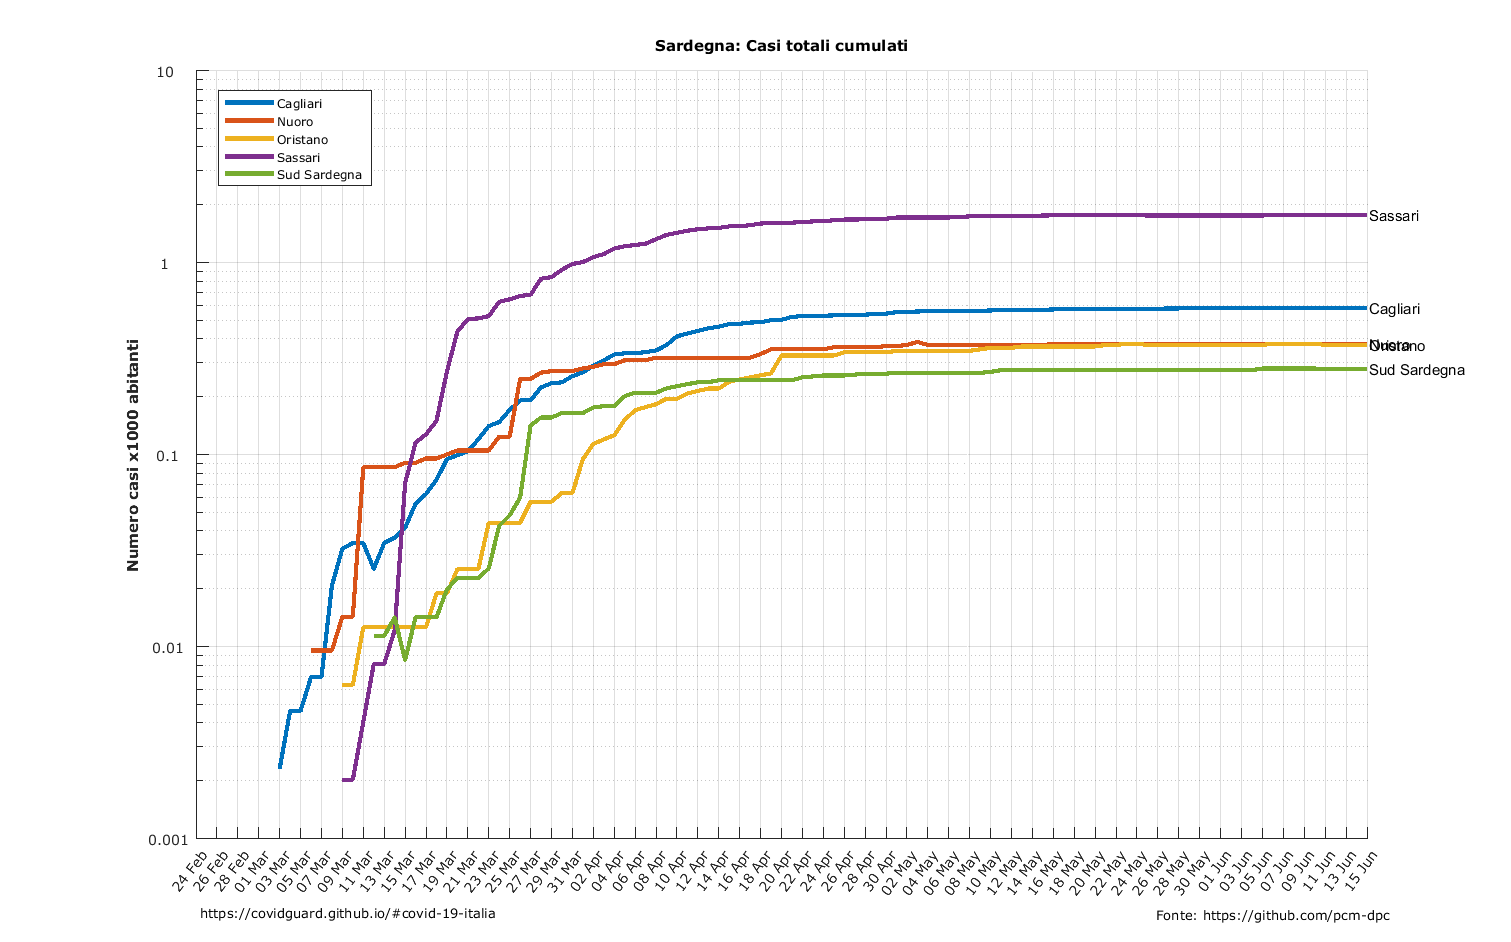 Sardegna: Casi totali cumulati
10
1
0.1
0.01
0.001
Numero casi x1000 abitanti
Cagliari
Nuoro
Oristano
Sassari
Sud Sardegna
Sassari
Cagliari
Nuoro
Oristano
Sud Sardegna
24 Feb
26 Feb
28 Feb
01 Mar
03 Mar
05 Mar
07 Mar
09 Mar
11 Mar
13 Mar
15 Mar
17 Mar
19 Mar
21 Mar
23 Mar
25 Mar
27 Mar
29 Mar
31 Mar
02 Apr
04 Apr
06 Apr
08 Apr
10 Apr
12 Apr
14 Apr
16 Apr
18 Apr
20 Apr
22 Apr
24 Apr
26 Apr
28 Apr
30 Apr
02 May
04 May
06 May
08 May
10 May
12 May
14 May
16 May
18 May
20 May
22 May
24 May
26 May
28 May
30 May
01 Jun
03 Jun
05 Jun
07 Jun
09 Jun
11 Jun
13 Jun
15 Jun
https://covidguard.github.io/#covid-19-italia
Fonte: https://github.com/pcm-dpc